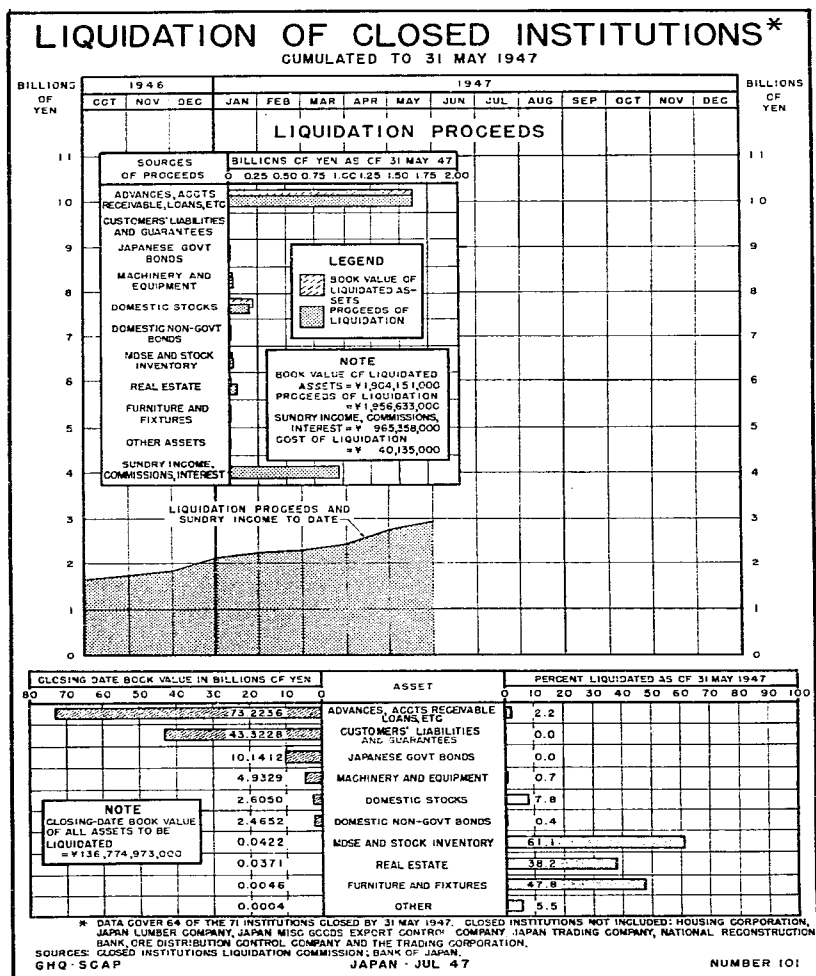 LIQUIDATION OF CLOSED INSTITUTIONS*
CUMULATED TO 31 MAY 1947
BILLIONS OF YEN
1946 1947
OCT NOV DEC JAN FEB MAR APR MAY JUN JUL AUG SEP OCT NOV DEC
BILLIONS OF YEN
LIQUIDATION PROCEEDS
11
10
9
8
7
6
5
4
3
2
1
0
11
10
9
8
7
6
5
4
3
2
1
0
SOURCES OF PROCEEDS
BILLIONS OF YEN AS OF 31 MAY 47
0 0.25 0.50 0.75 1.00 1.25 1.50 1.75 2.00
ADVANCES, ACCTS
RECEIVABLE, LOANS, ETC
CUSTOMERS' LIABILITIES
AND GUARANTEES
JAPANESE GOVT
BONDS
MACHINERY AND
EQUIPMENT
DOMESTIC STOCKS
DOMESTIC NON-GOVT
BONDS
MDSE AND STOCK
INVENTORY
REAL ESTATE
FURNITURE AND
FIXTURES
OTHER ASSETS
SUNDRY INCOME,
COMMISSIONS, INTEREST
LEGEND
BOOK VALUE OF
LIQUIDATED AS-
SETS
PROCEEDS OF
LIQUIDATION
NOTE
BOOK VALUE OF LIQUIDATED
ASSETS = ¥1,904,151,000
PROCEEDS OF LIQUIDATION
= ¥1,956,633,000
SUNDRY INCOME, COMMISSIONS,
INTEREST = ¥ 965,358,000
COST OF LIQUIDATION
= ¥ 40,135,000
LIQUIDATION PROCEEDS AND
SUNDRY INCOME TO DATE
CLOSING DATE BOOK VALUE IN BILLIONS OF YEN
80 70 60 50 40 30 20 10 0
ASSET
PERCENT LIQUIDATED AS OF 31 MAY 1947
0 10 20 30 40 50 60 70 80 90 100
73.2236 ADVANCES, ACCTS RECEIVABLE LOANS, ETC 2.2
43.3228 CUSTOMERS' LIABILITIES AND GUARANTEES 0.0
10.1412 JAPANESE GOVT BONDS 0.0
4.9329 MACHINERY AND EQUIPMENT 0.7
2.6050 DOMESTIC STOCKS 7.8
2.4652 DOMESTIC NON-GOVT BONDS 0.4
0.0422 MDSE AND STOCK INVENTORY 61.1
0.0371 REAL ESTATE 38.2
0.0046 FURNITURE AND FIXTURES 47.8
0.0004 OTHER 5.5
NOTE
CLOSING-DATE BOOK VALUE
OF ALL ASSETS TO BE
LIQUIDATED
= ¥136,774,973,000
* DATA COVER 64 OF THE 71 INSTITUTIONS CLOSED BY 31 MAY 1947. CLOSED INSTITUTIONS NOT INCLUDED: HOUSING CORPORATION,
JAPAN LUMBER COMPANY, JAPAN MISC GOODS EXPORT CONTROL COMPANY, JAPAN TRADING COMPANY, NATIONAL RECONSTRUCTION
BANK, ORE DISTRIBUTION CONTROL COMPANY AND THE TRADING CORPORATION.
SOURCES: CLOSED INSTITUTIONS LIQUIDATION COMMISSION; BANK OF JAPAN.
GHQ-SCAP JAPAN - JUL 47 NUMBER 101